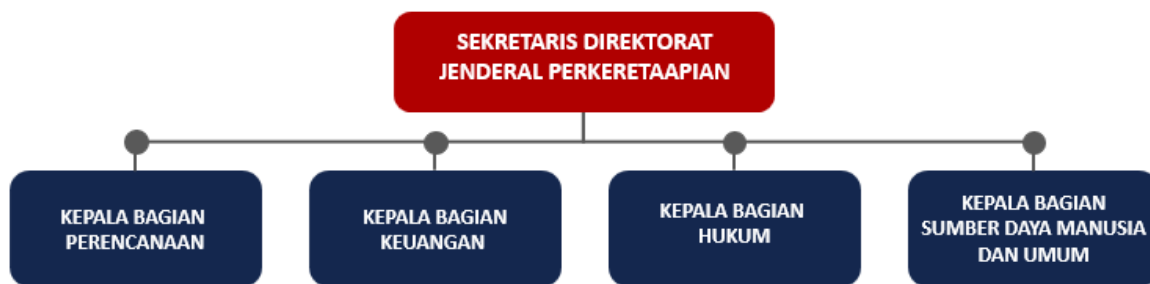 SEKRETARIS DIREKTORAT
JENDERAL PERKERETAAPIAN
KEPALA BAGIAN
PERENCANAAN
KEPALA BAGIAN
KEUANGAN
KEPALA BAGIAN
HUKUM
KEPALA BAGIAN
SUMBER DAYA MANUSIA
DAN UMUM